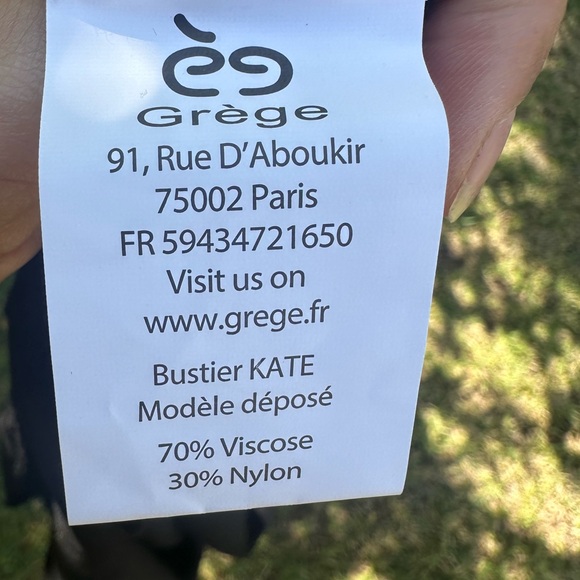 èg
Grège
91, Rue D'Aboukir
75002 Paris
FR 59434721650
Visit us on
www.grege.fr
Bustier KATE
Modèle déposé
70% Viscose
30% Nylon